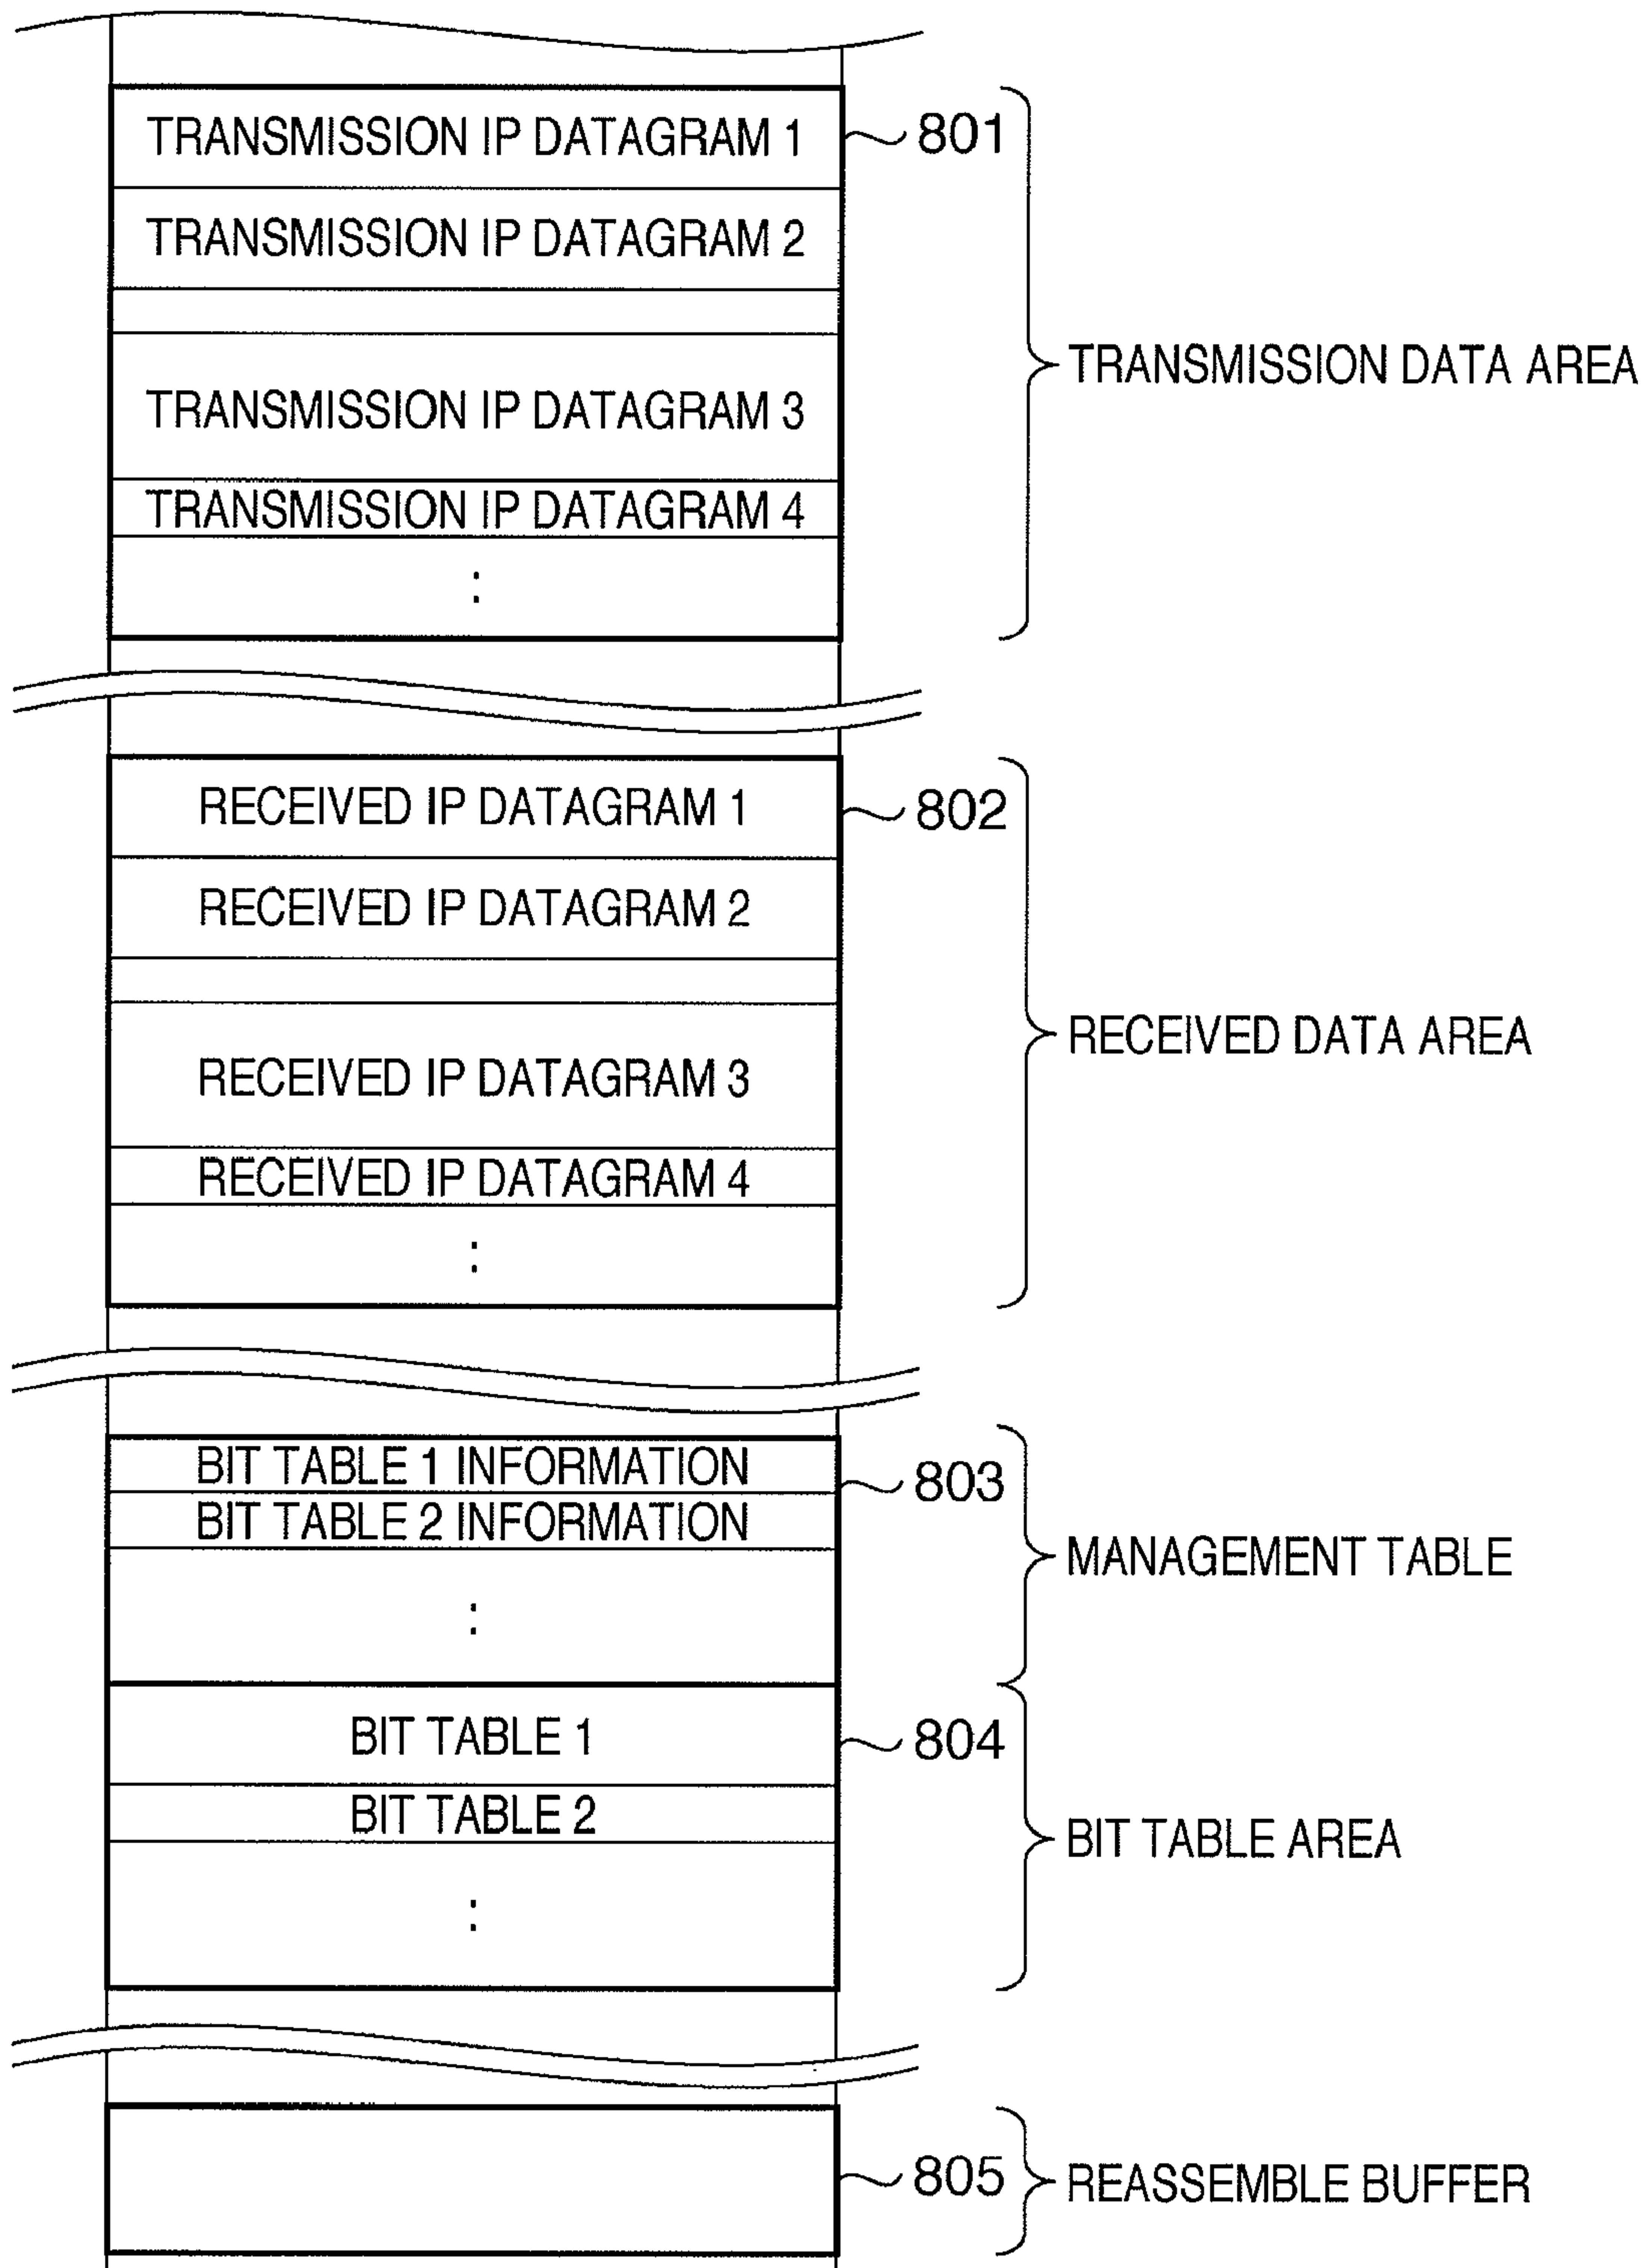 TRANSMISSION IP DATAGRAM 1
801
TRANSMISSION IP DATAGRAM 2
TRANSMISSION DATA AREA
TRANSMISSION IP DATAGRAM 3
TRANSMISSION IP DATAGRAM 4
:
RECEIVED IP DATAGRAM 1
802
RECEIVED IP DATAGRAM 2
RECEIVED DATA AREA
RECEIVED IP DATAGRAM 3
RECEIVED IP DATAGRAM 4
:
BIT TABLE 1 INFORMATION
803
BIT TABLE 2 INFORMATION
MANAGEMENT TABLE
:
BIT TABLE 1
804
BIT TABLE 2
BIT TABLE AREA
:
805
REASSEMBLE BUFFER